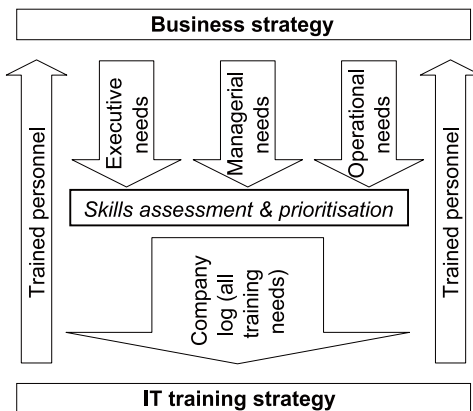 Business strategy
Trained personnel
Executive
needs
Managerial
needs
Operational
needs
Trained personnel
Skills assessment & prioritisation
Company
log (all
training
needs)
IT training strategy